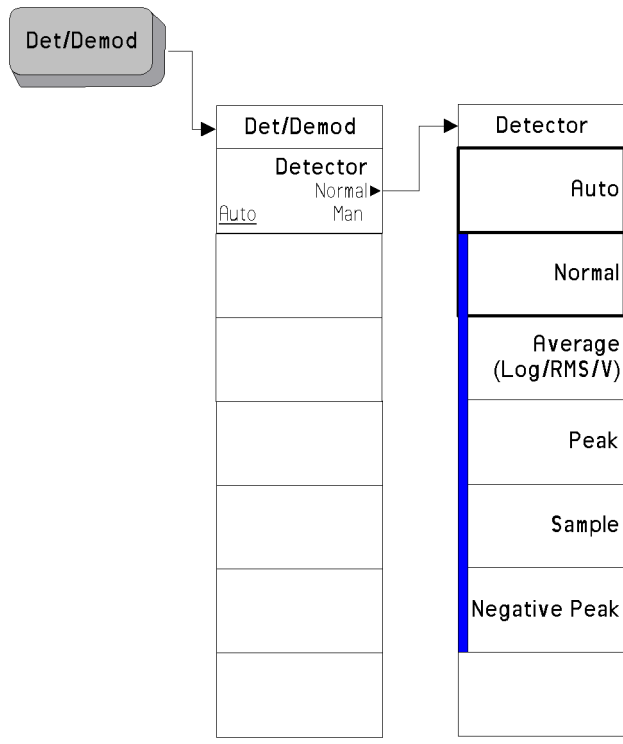 Det/Demod
Det/Demod
Detector
Normal
Auto Man
Detector
Auto
Normal
Average
(Log/RMS/V)
Peak
Sample
Negative Peak